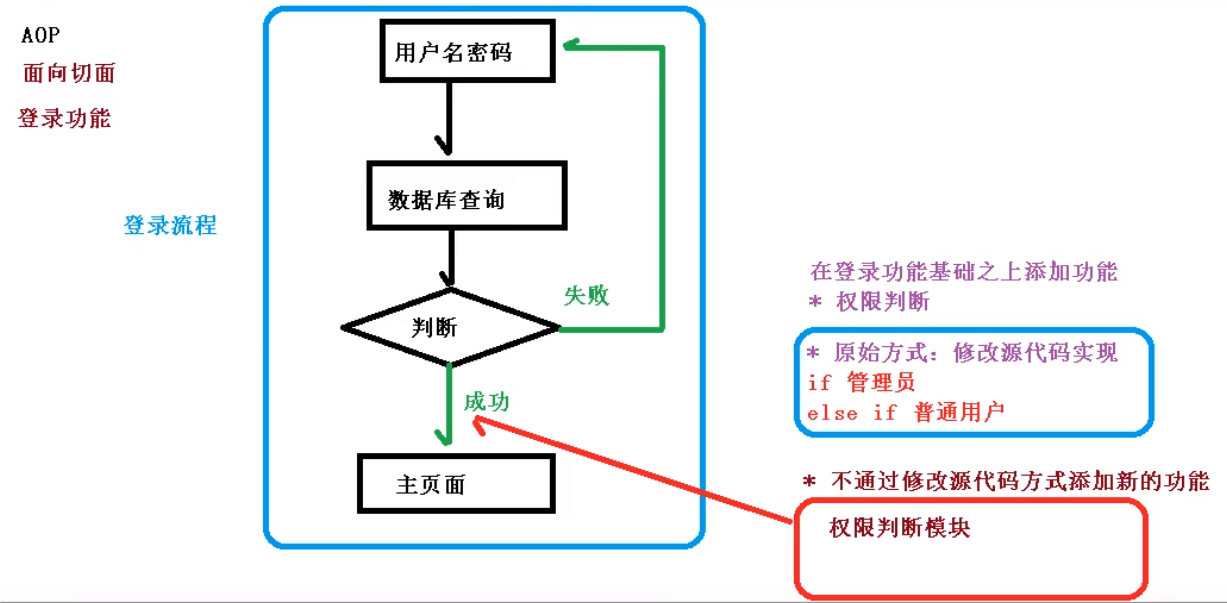 AOP
面向切面
登录功能
登录流程
用户名密码
数据库查询
判断
失败
成功
主页面
在登录功能基础之上添加功能
* 权限判断
* 原始方式：修改源代码实现
if 管理员
else if 普通用户
* 不通过修改源代码方式添加新的功能
权限判断模块